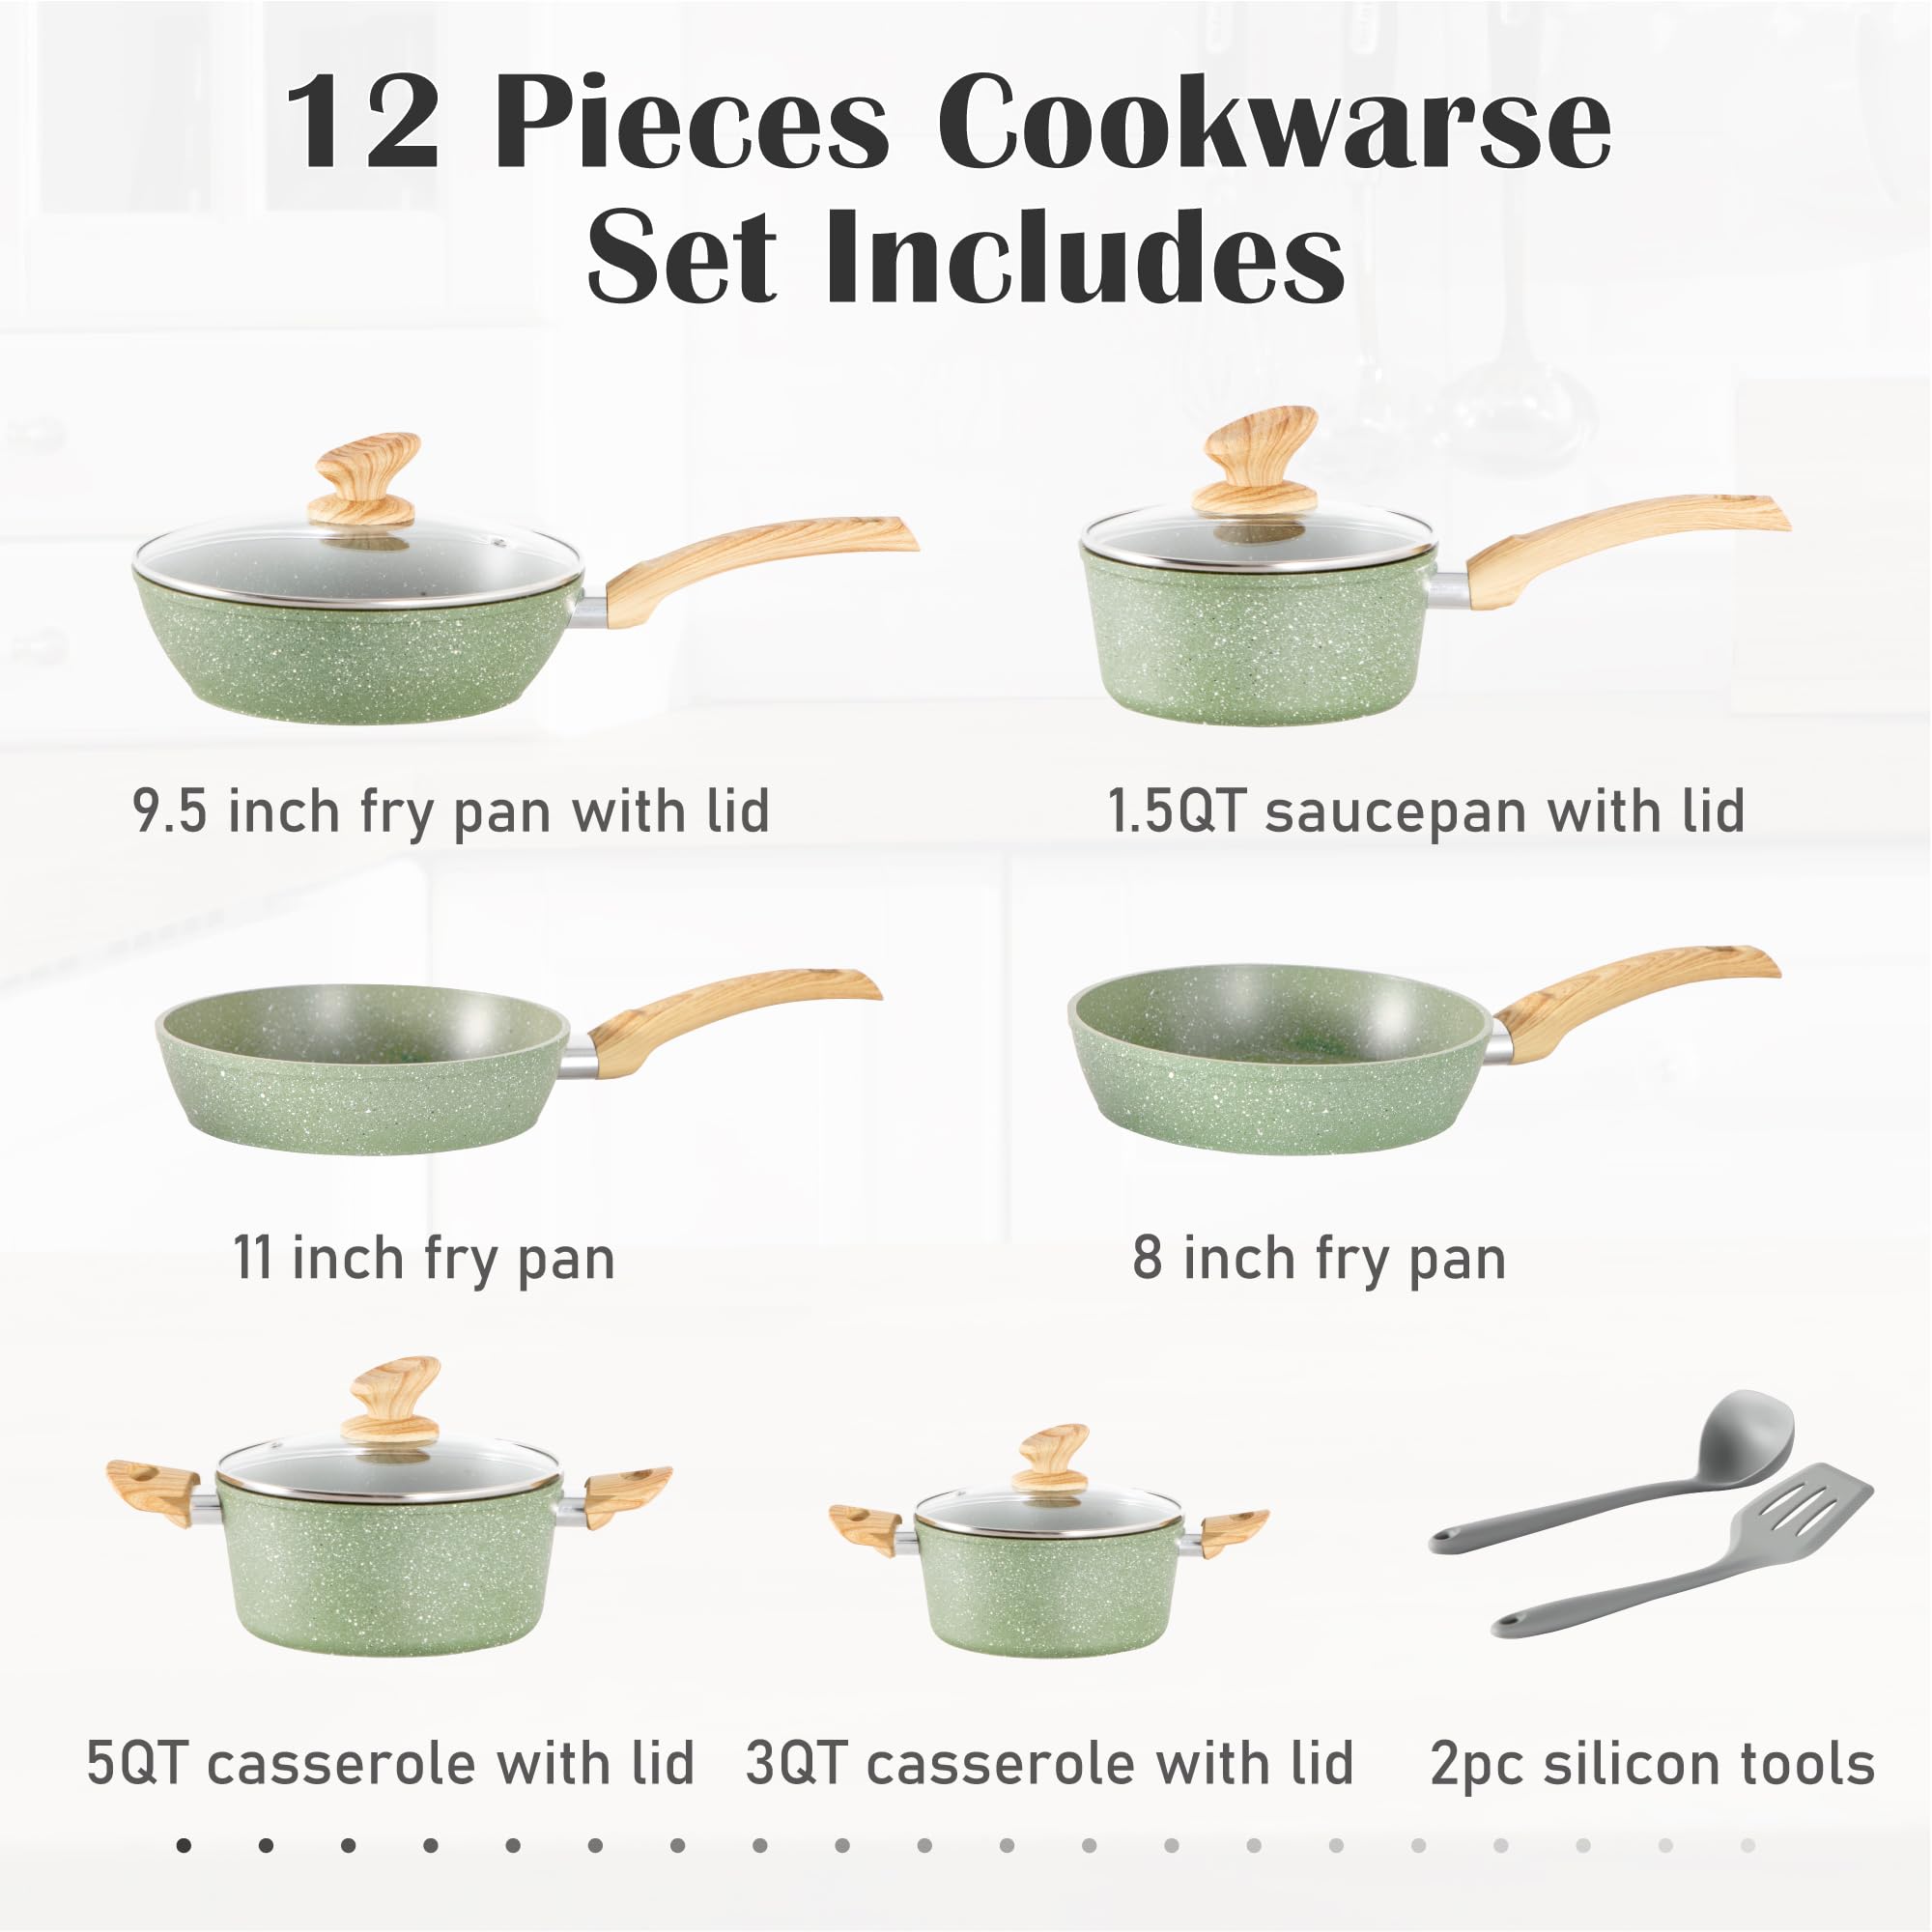 12 Pieces Cookwarse
Set Includes
9.5 inch fry pan with lid
1.5QT saucepan with lid
11 inch fry pan
8 inch fry pan
5QT casserole with lid
3QT casserole with lid
2pc silicon tools